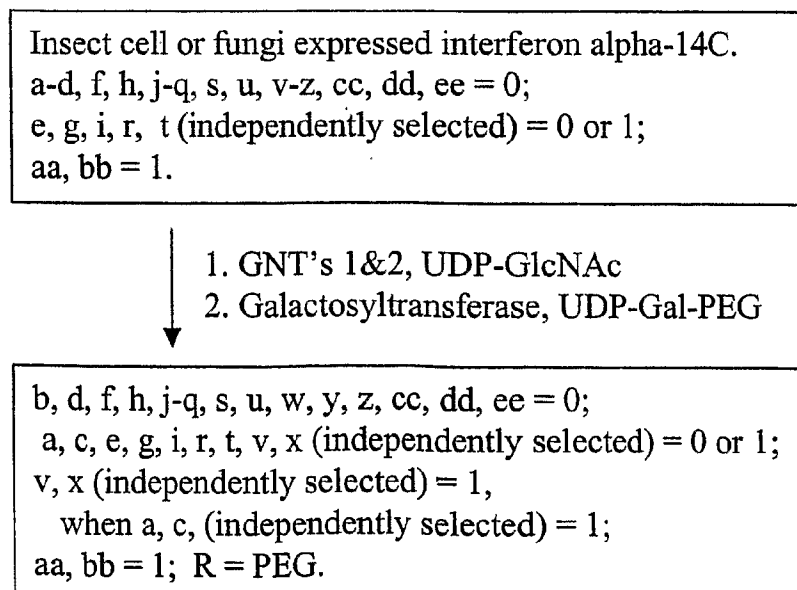 Insect cell or fungi expressed interferon alpha-14C.
a-d, f, h, j-q, s, u, v-z, cc, dd, ee = 0;
e, g, i, r, t (independently selected) = 0 or 1;
aa, bb = 1.
1. GNT's 1&2, UDP-GlcNAc
2. Galactosyltransferase, UDP-Gal-PEG
b, d, f, h, j-q, s, u, w, y, z, cc, dd, ee = 0;
a, c, e, g, i, r, t, v, x (independently selected) = 0 or 1;
v, x (independently selected) = 1,
when a, c, (independently selected) = 1;
aa, bb = 1; R = PEG.